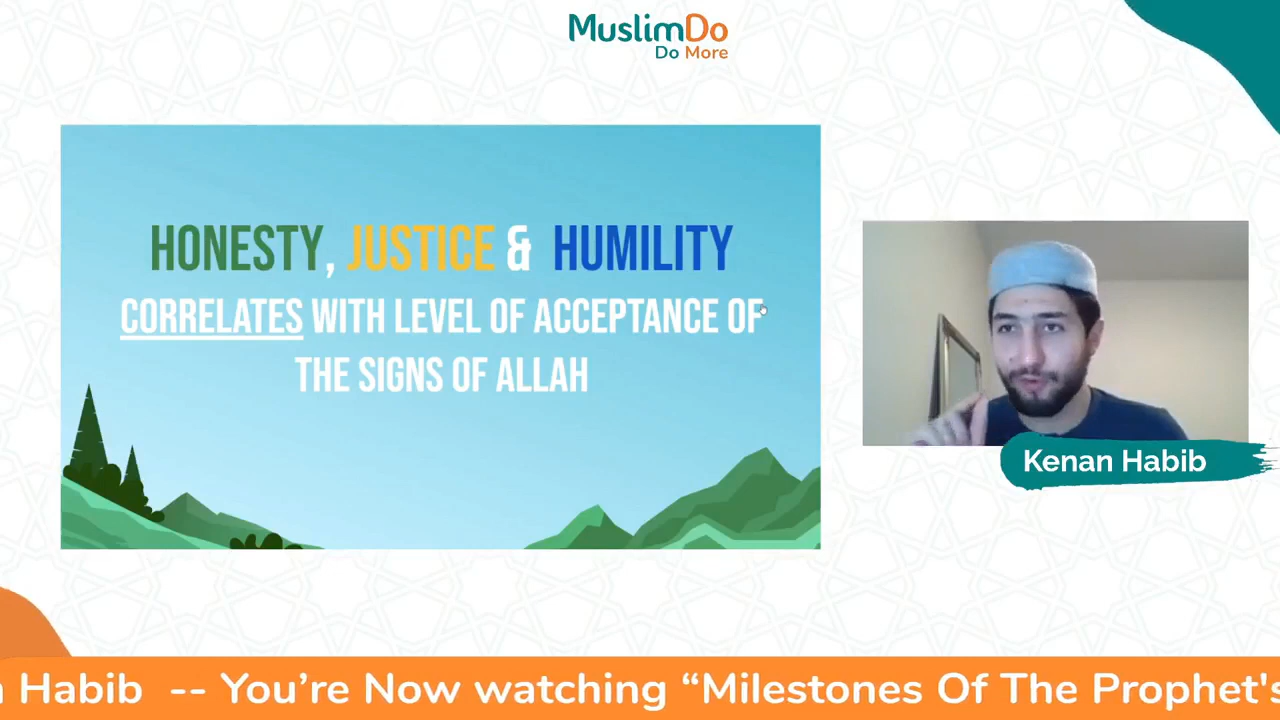 MuslimDo
Do More
HONESTY, JUSTICE & HUMILITY
CORRELATES WITH LEVEL OF ACCEPTANCE OF
THE SIGNS OF ALLAH
Kenan Habib
Habib -- You’re Now watching “Milestones Of The Prophet's